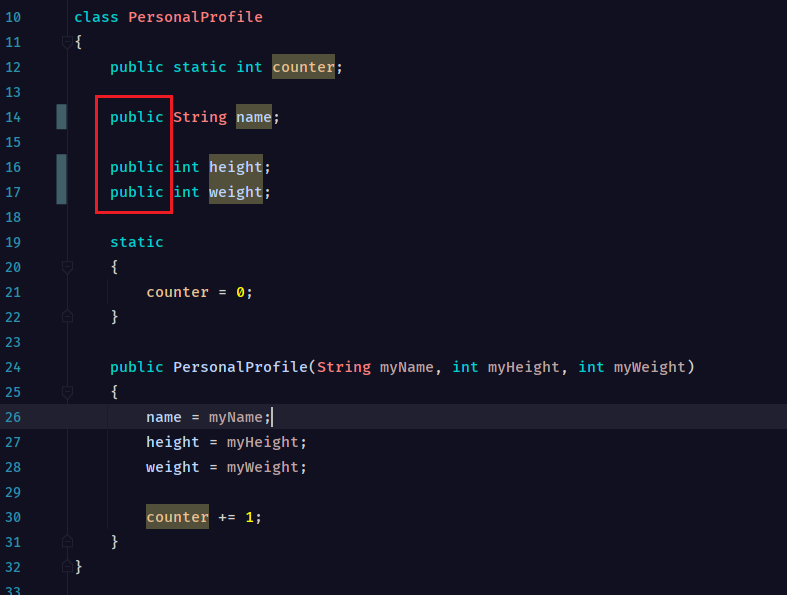 10 class PersonalProfile
11 {
12 public static int counter;
13
14 public String name;
15
16 public int height;
17 public int weight;
18
19 static
20 {
21 counter = 0;
22 }
23
24 public PersonalProfile(String myName, int myHeight, int myWeight)
25 {
26 name = myName;
27 height = myHeight;
28 weight = myWeight;
29
30 counter += 1;
31 }
32 }
33